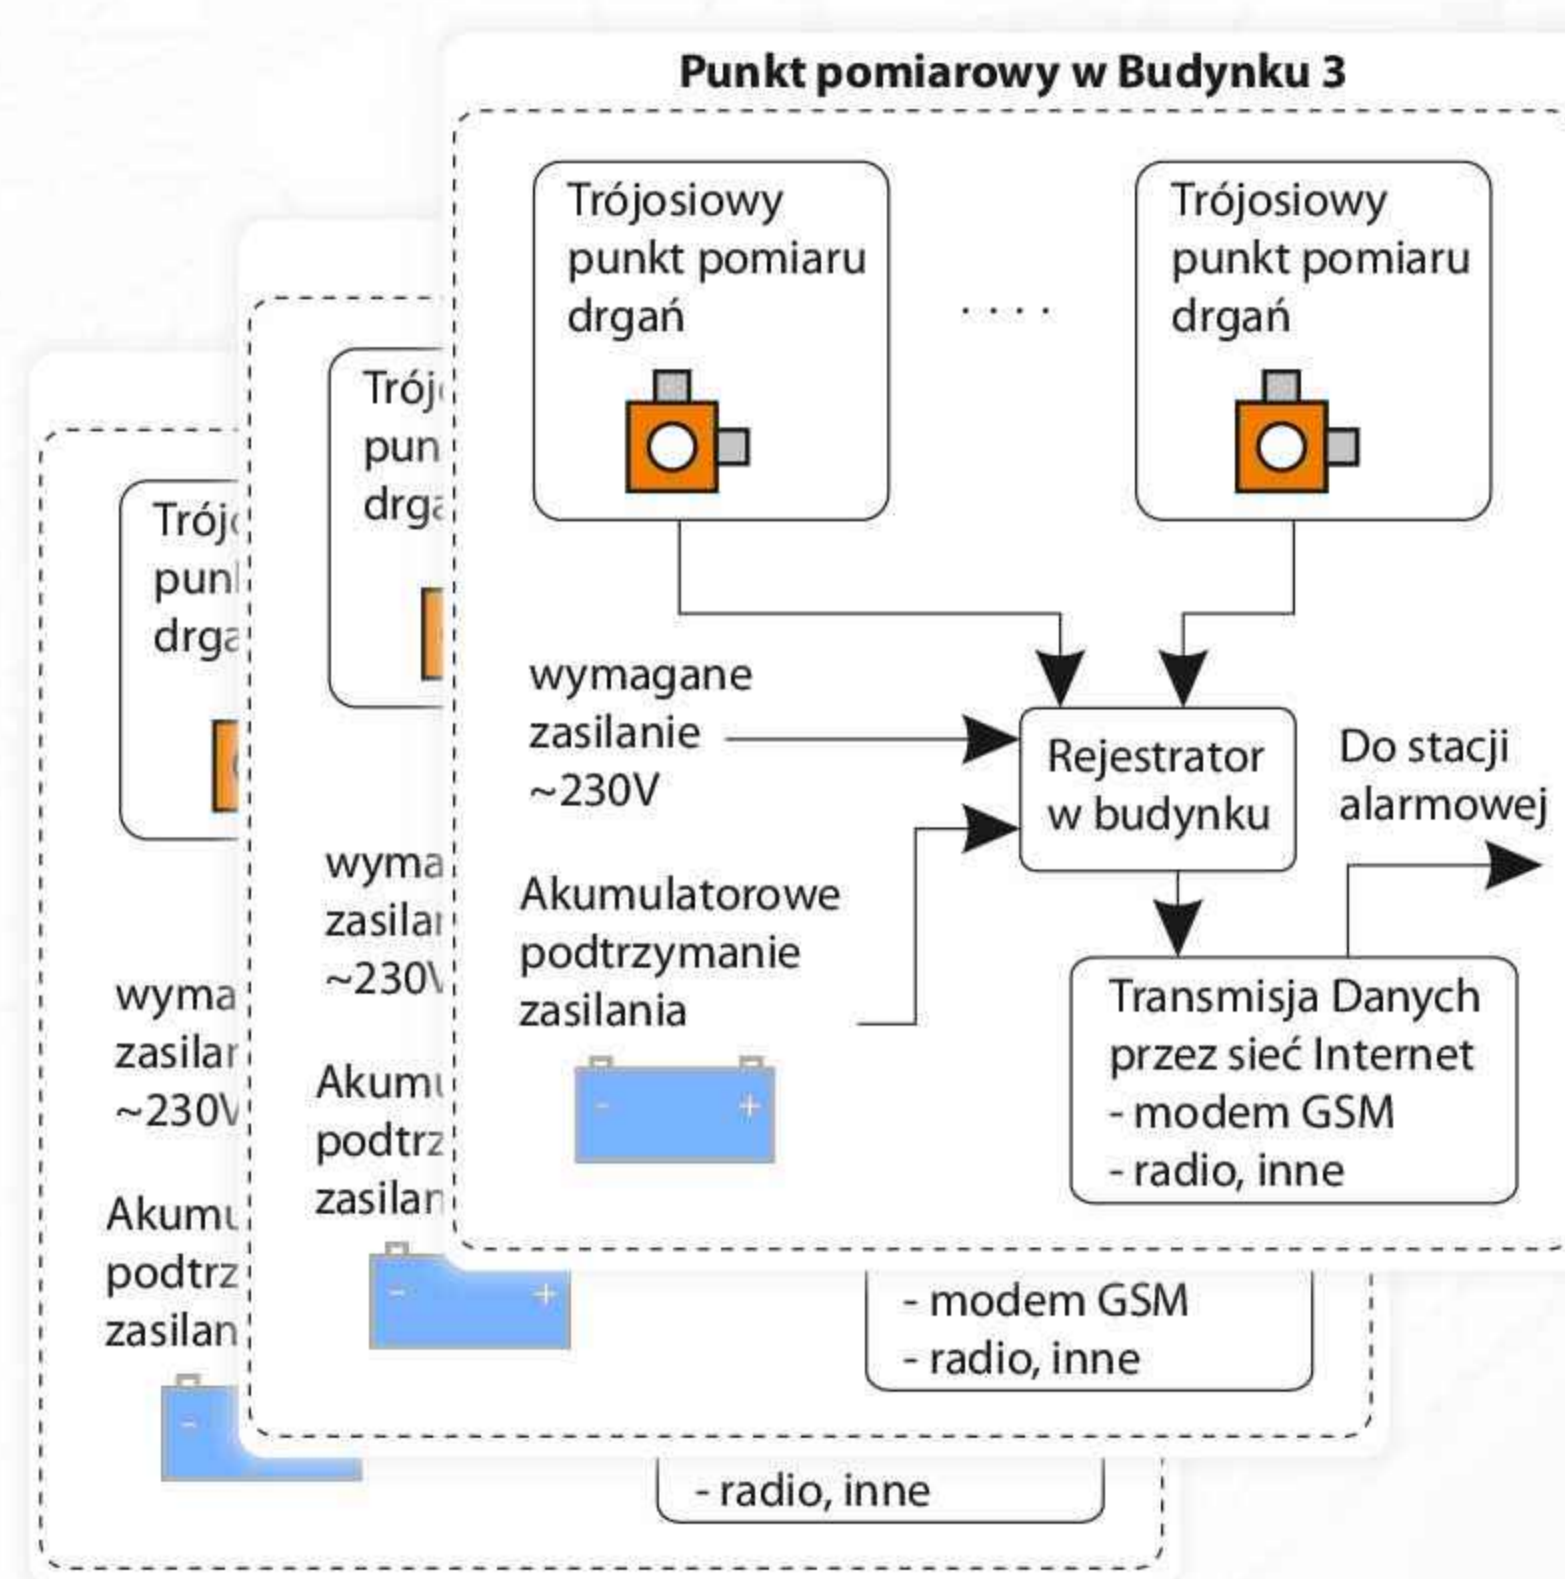 Punkt pomiarowy w Budynku 3
Trójosiowy
punkt pomiaru
drgań
. . . .
Trójosiowy
punkt pomiaru
drgań
wymagane
zasilanie
~230V
Rejestrator
w budynku
Do stacji
alarmowej
Akumulatorowe
podtrzymanie
zasilania
- +
Transmisja Danych
przez sieć Internet
- modem GSM
- radio, inne
~230V
- +
- modem GSM
- radio, inne
~230V
-
- radio, inne